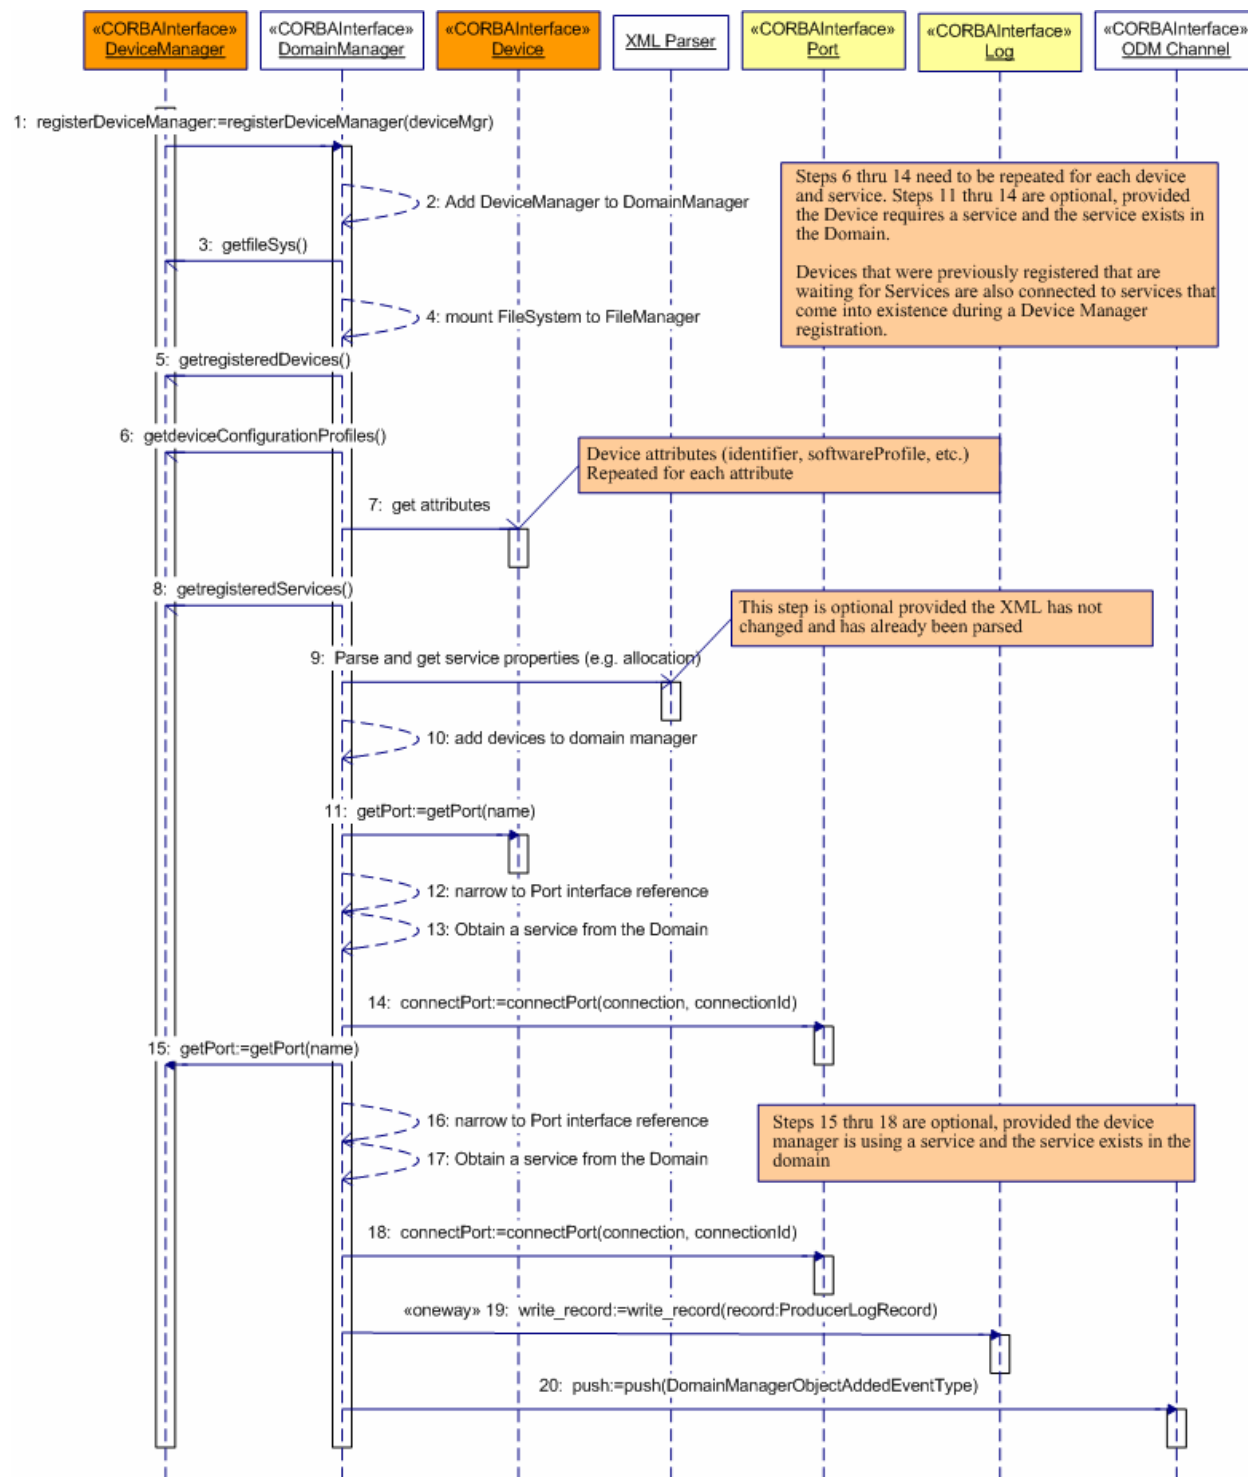 «CORBAInterface»
DeviceManager
«CORBAInterface»
DomainManager
«CORBAInterface»
Device
XML Parser
«CORBAInterface»
Port
«CORBAInterface»
Log
«CORBAInterface»
ODM Channel
1: registerDeviceManager:=registerDeviceManager(deviceMgr)
Steps 6 thru 14 need to be repeated for each device
and service. Steps 11 thru 14 are optional, provided
the Device requires a service and the service exists in
the Domain.
Devices that were previously registered that are
waiting for Services are also connected to services that
come into existence during a Device Manager
registration.
2: Add DeviceManager to DomainManager
3: getfileSys()
4: mount FileSystem to FileManager
5: getregisteredDevices()
6: getdeviceConfigurationProfiles()
Device attributes (identifier, softwareProfile, etc.)
Repeated for each attribute
7: get attributes
8: getregisteredServices()
This step is optional provided the XML has not
changed and has already been parsed
9: Parse and get service properties (e.g. allocation)
10: add devices to domain manager
11: getPort:=getPort(name)
12: narrow to Port interface reference
13: Obtain a service from the Domain
14: connectPort:=connectPort(connection, connectionId)
15: getPort:=getPort(name)
16: narrow to Port interface reference
17: Obtain a service from the Domain
Steps 15 thru 18 are optional, provided the device
manager is using a service and the service exists in the
domain
18: connectPort:=connectPort(connection, connectionId)
«oneway» 19: write_record:=write_record(record:ProducerLogRecord)
20: push:=push(DomainManagerObjectAddedEventType)